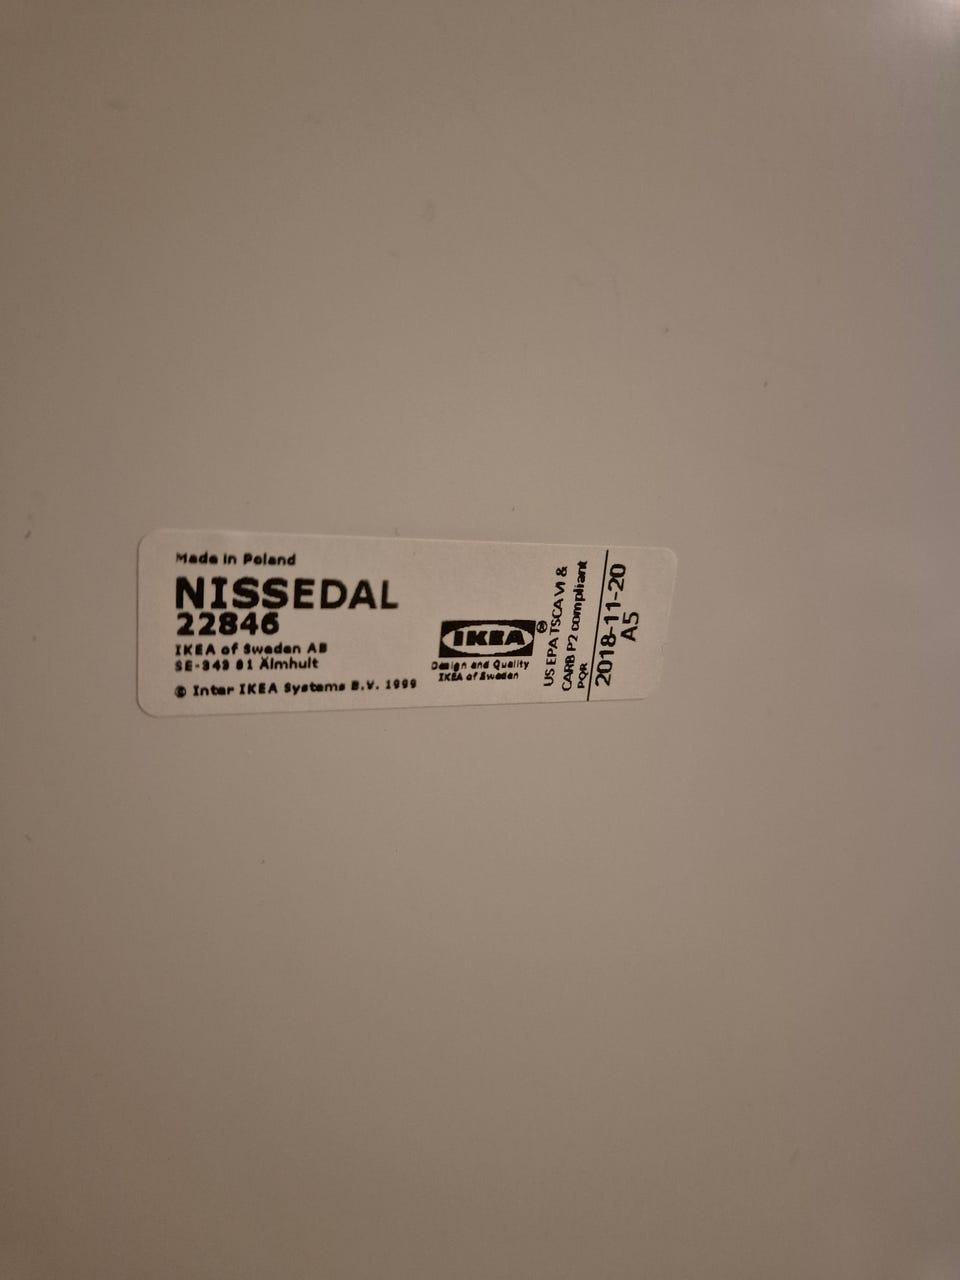 Made in Poland
NISSEDAL
22846
IKEA of Sweden AB
SE-343 81 Älmhult
© Inter IKEA Systems B.V. 1999
IKEA®
Design and Quality
IKEA of Sweden
US EPA TSCA VI &
CARB P2 compliant
PQR
2018-11-20
A5